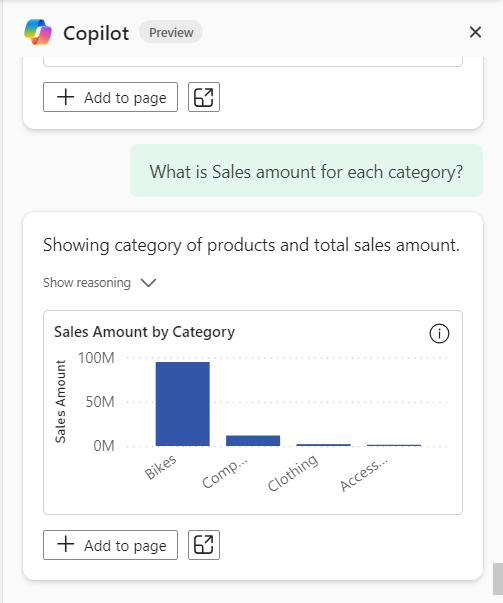 Copilot Preview
+ Add to page
What is Sales amount for each category?
Showing category of products and total sales amount.
Show reasoning
Sales Amount by Category
Sales Amount
100M
50M
0M
Bikes
Comp...
Clothing
Access...
+ Add to page